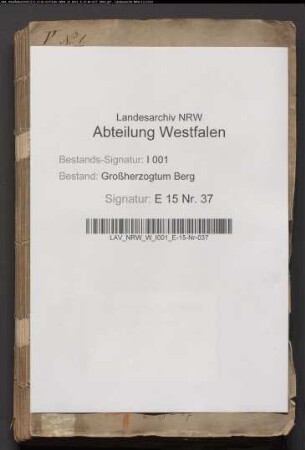 Landesarchiv NRW
Abteilung Westfalen
Bestands-Signatur: I 001
Bestand: Großherzogtum Berg
Signatur: E 15 Nr. 37
LAV_NRW_W_I001_E-15-Nr-037